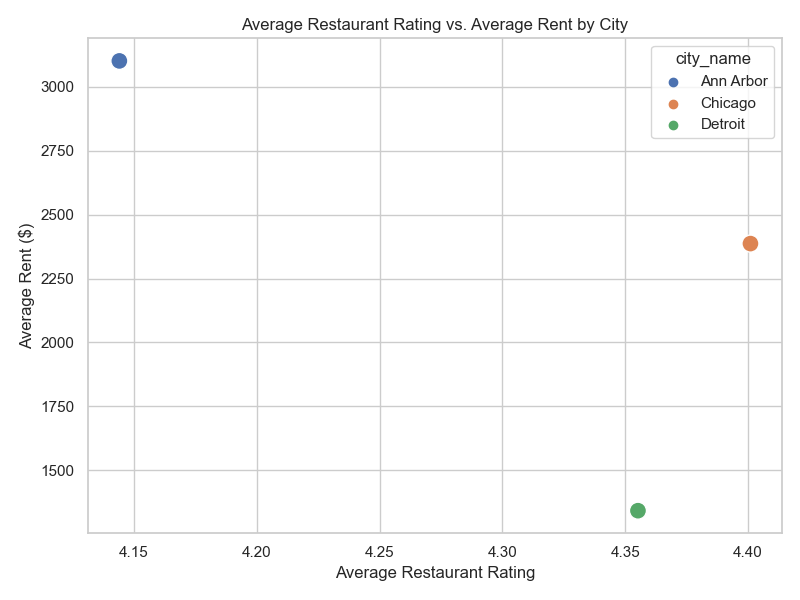 Average Restaurant Rating vs. Average Rent by City
city_name
Ann Arbor
Chicago
Detroit
Average Rent ($)
3000
2750
2500
2250
2000
1750
1500
4.15 4.20 4.25 4.30 4.35 4.40
Average Restaurant Rating